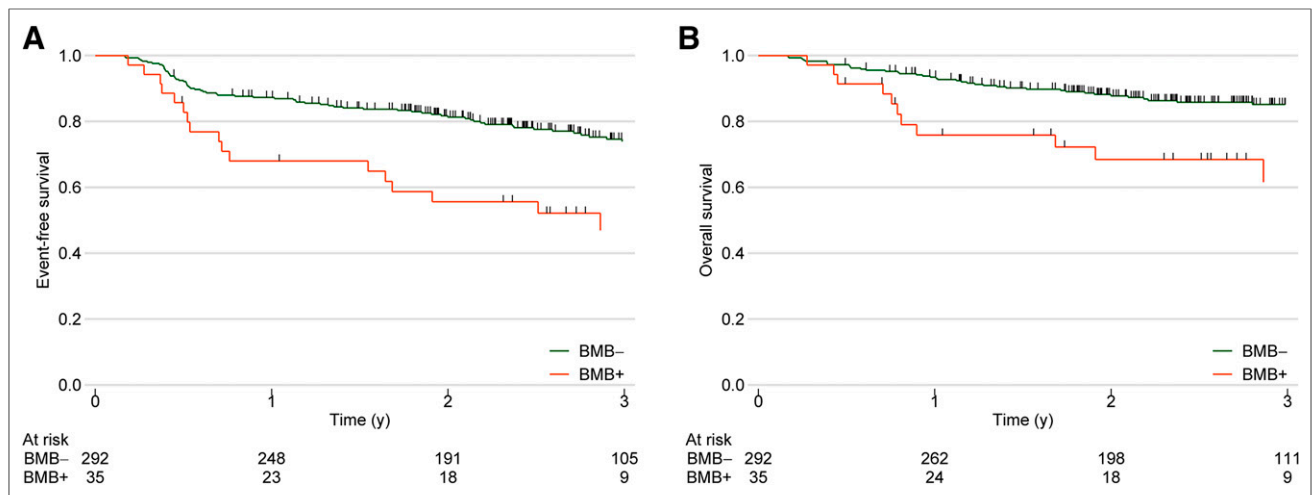 A
1.0
0.8
0.6
0.4
0.2
0.0
Event-free survival
BMB–
BMB+
0 1 2 3
Time (y)
At risk
BMB– 292 248 191 105
BMB+ 35 23 18 9
B
1.0
0.8
0.6
0.4
0.2
0.0
Overall survival
BMB–
BMB+
0 1 2 3
Time (y)
At risk
BMB– 292 262 198 111
BMB+ 35 24 18 9